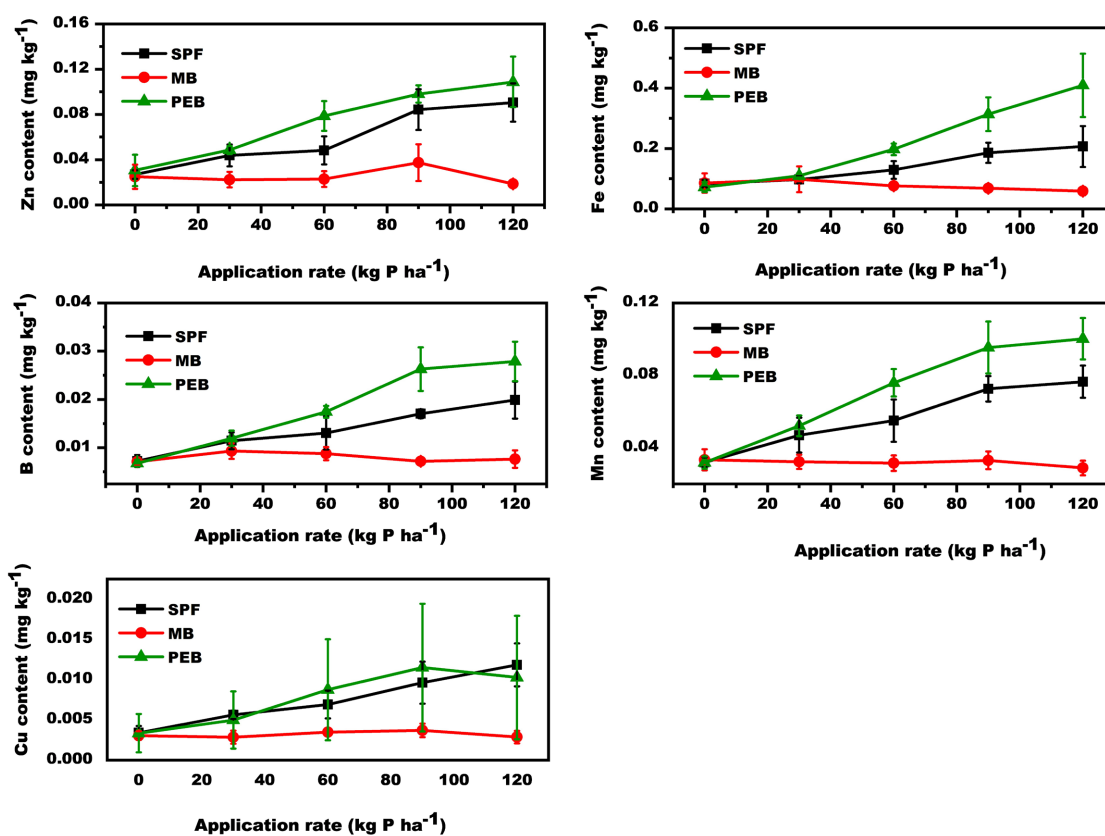 Zn content (mg kg-1)
0.16
0.12
0.08
0.04
0.00
SPF
MB
PEB
0 20 40 60 80 100 120
Application rate (kg P ha-1)
Fe content (mg kg-1)
0.6
0.4
0.2
0.0
SPF
MB
PEB
0 20 40 60 80 100 120
Application rate (kg P ha-1)
B content (mg kg-1)
0.04
0.03
0.02
0.01
SPF
MB
PEB
0 20 40 60 80 100 120
Application rate (kg P ha-1)
Mn content (mg kg-1)
0.12
0.08
0.04
SPF
MB
PEB
0 20 40 60 80 100 120
Application rate (kg P ha-1)
Cu content (mg kg-1)
0.020
0.015
0.010
0.005
0.000
SPF
MB
PEB
0 20 40 60 80 100 120
Application rate (kg P ha-1)